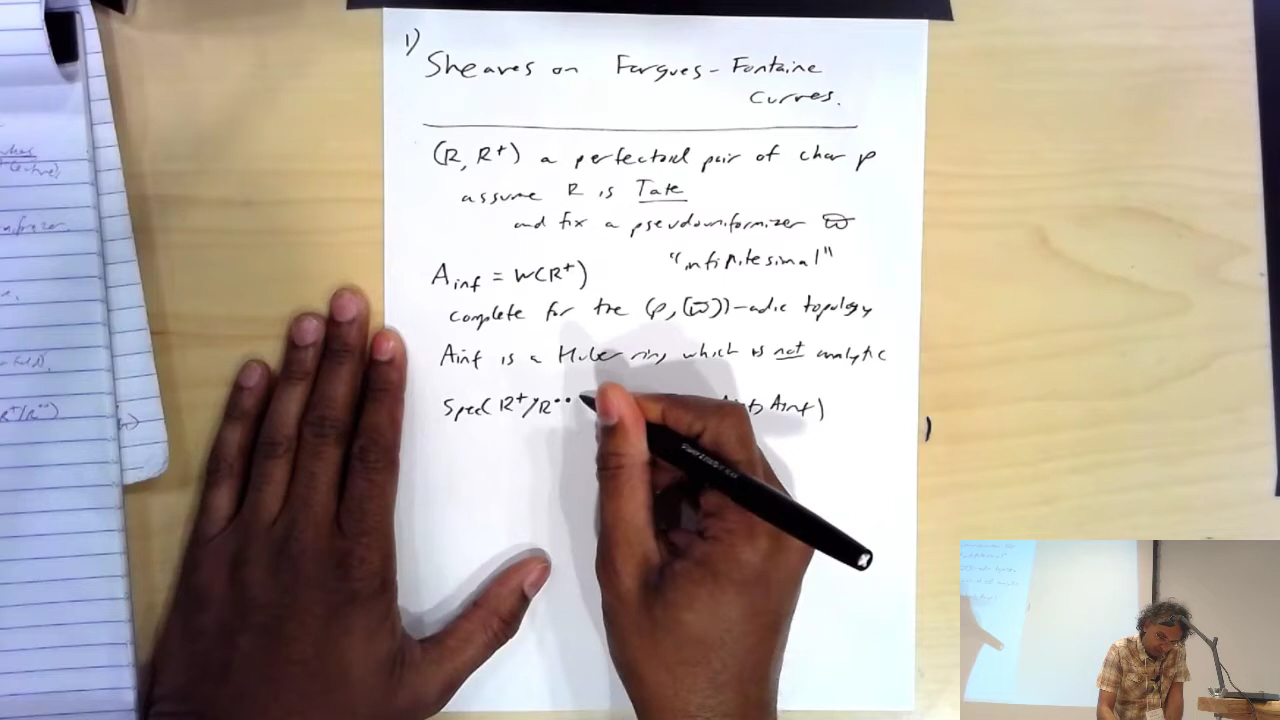 1)
Sheaves on Fargues-Fontaine
Curves.
(R, R⁺) a perfectoid pair of char p
assume R is Tate
and fix a pseudouniformizer ϖ
"infinitesimal"
A_inf = W(R⁺)
complete for the (p, [ϖ])-adic topology
Ainf is a Huber ring which is not analytic
Spec(R⁺/R°°
Ainf)
R⁺/R°°)